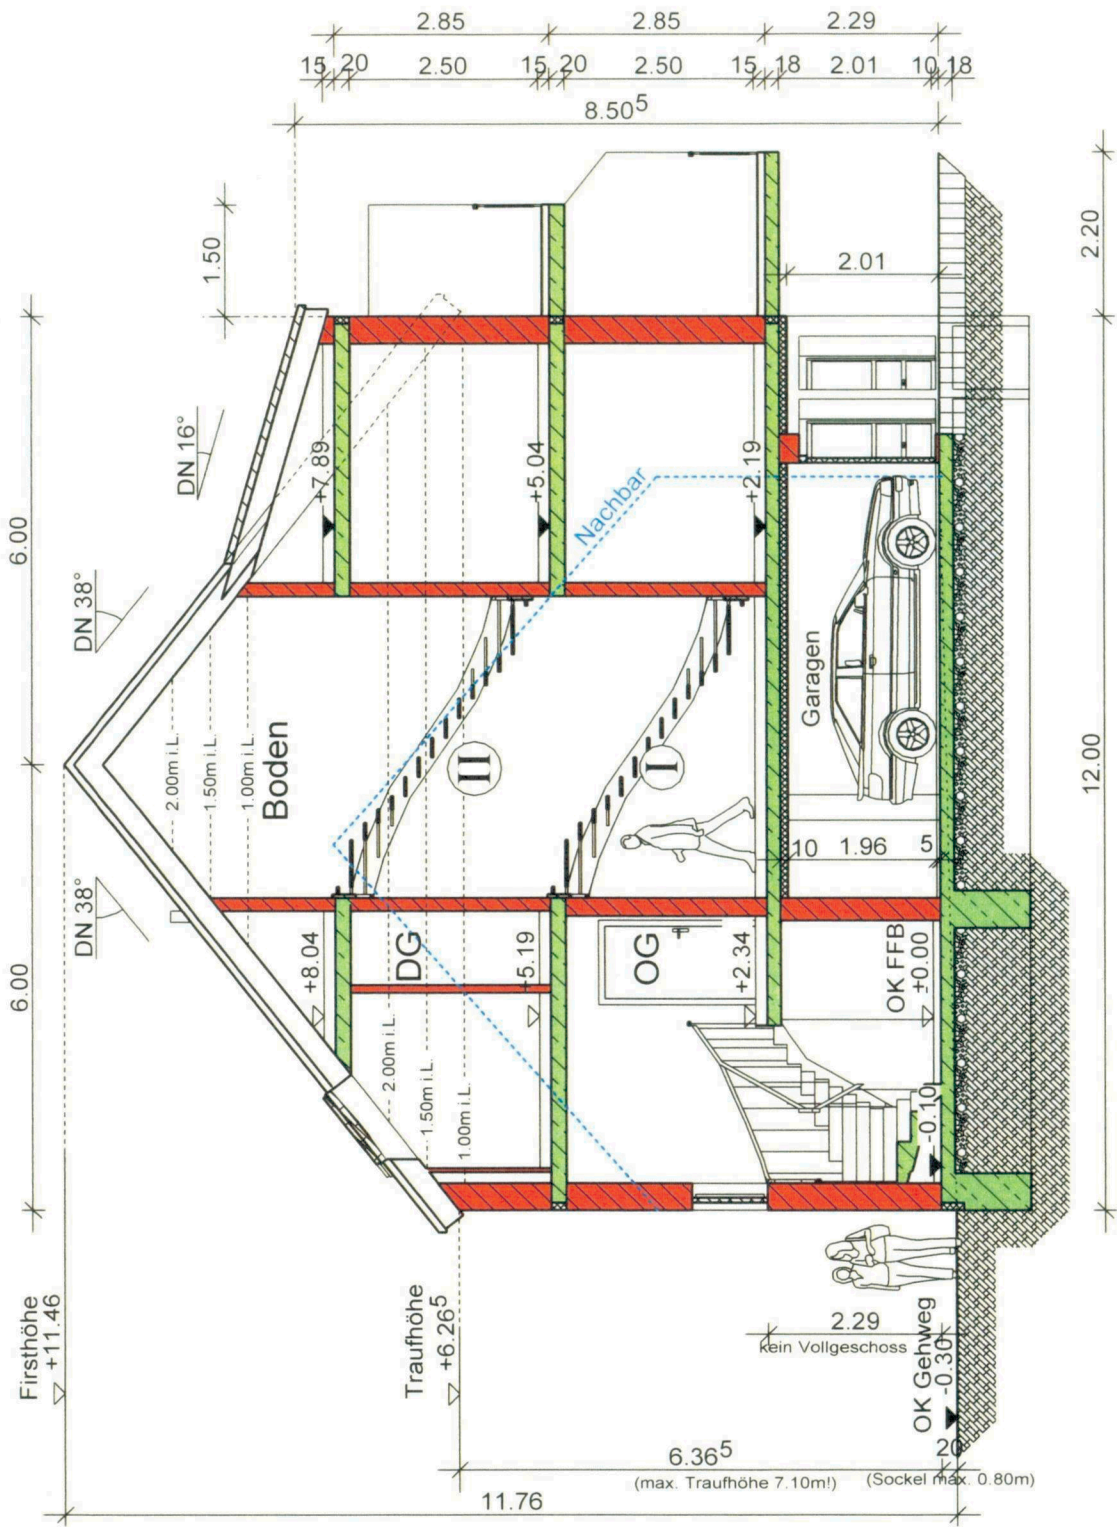 2.85
2.85
2.29
15 20
2.50
15 20
2.50
15 18
2.01
10 18
8.50⁵
1.50
2.01
2.20
6.00
DN 16°
+7.89
+5.04
+2.19
Nachbar
DN 38°
2.00m i.L.
1.50m i.L.
1.00m i.L.
Boden
II
I
Garagen
10
1.96
5
12.00
DN 38°
6.00
+8.04
DG
+5.19
OG
+2.34
OK FFB
±0.00
2.00m i.L.
1.50m i.L.
1.00m i.L.
-0.10
Firsthöhe
+11.46
Traufhöhe
+6.26⁵
2.29
kein Vollgeschoss
OK Gehweg
-0.30
6.36⁵
20
(max. Traufhöhe 7.10m!)
(Sockel max. 0.80m)
11.76